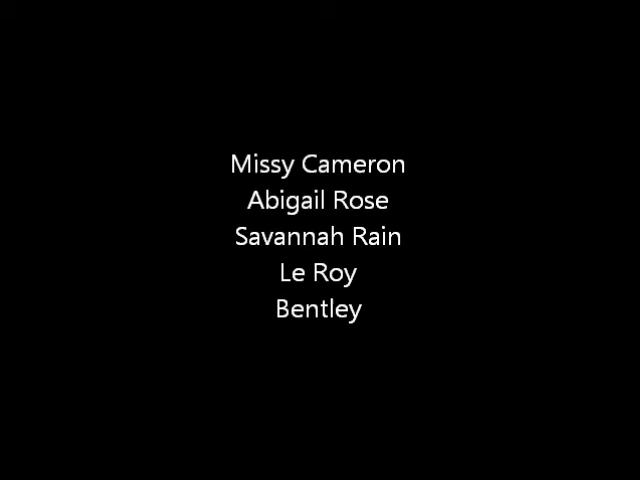 Missy Cameron
Abigail Rose
Savannah Rain
Le Roy
Bentley